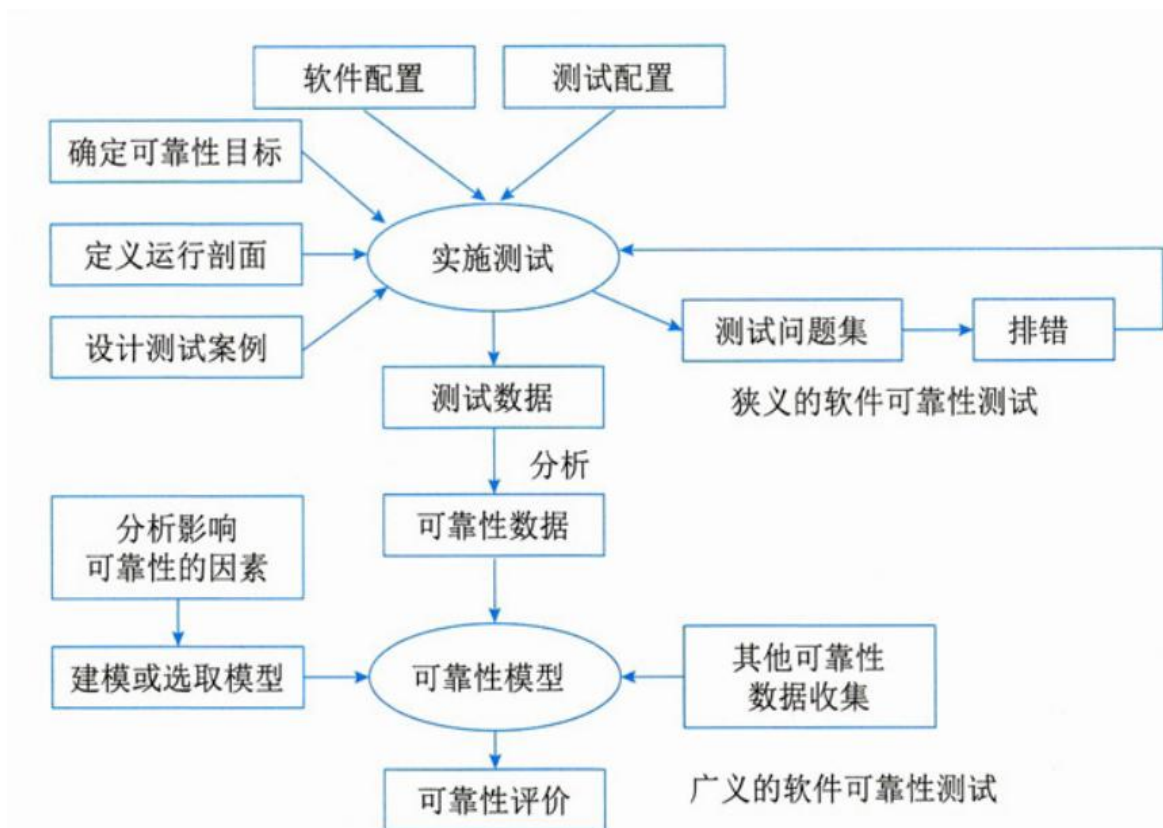 软件配置
测试配置
确定可靠性目标
定义运行剖面
实施测试
设计测试案例
测试问题集
排错
测试数据
狭义的软件可靠性测试
分析
分析影响
可靠性的因素
可靠性数据
建模或选取模型
可靠性模型
其他可靠性
数据收集
可靠性评价
广义的软件可靠性测试